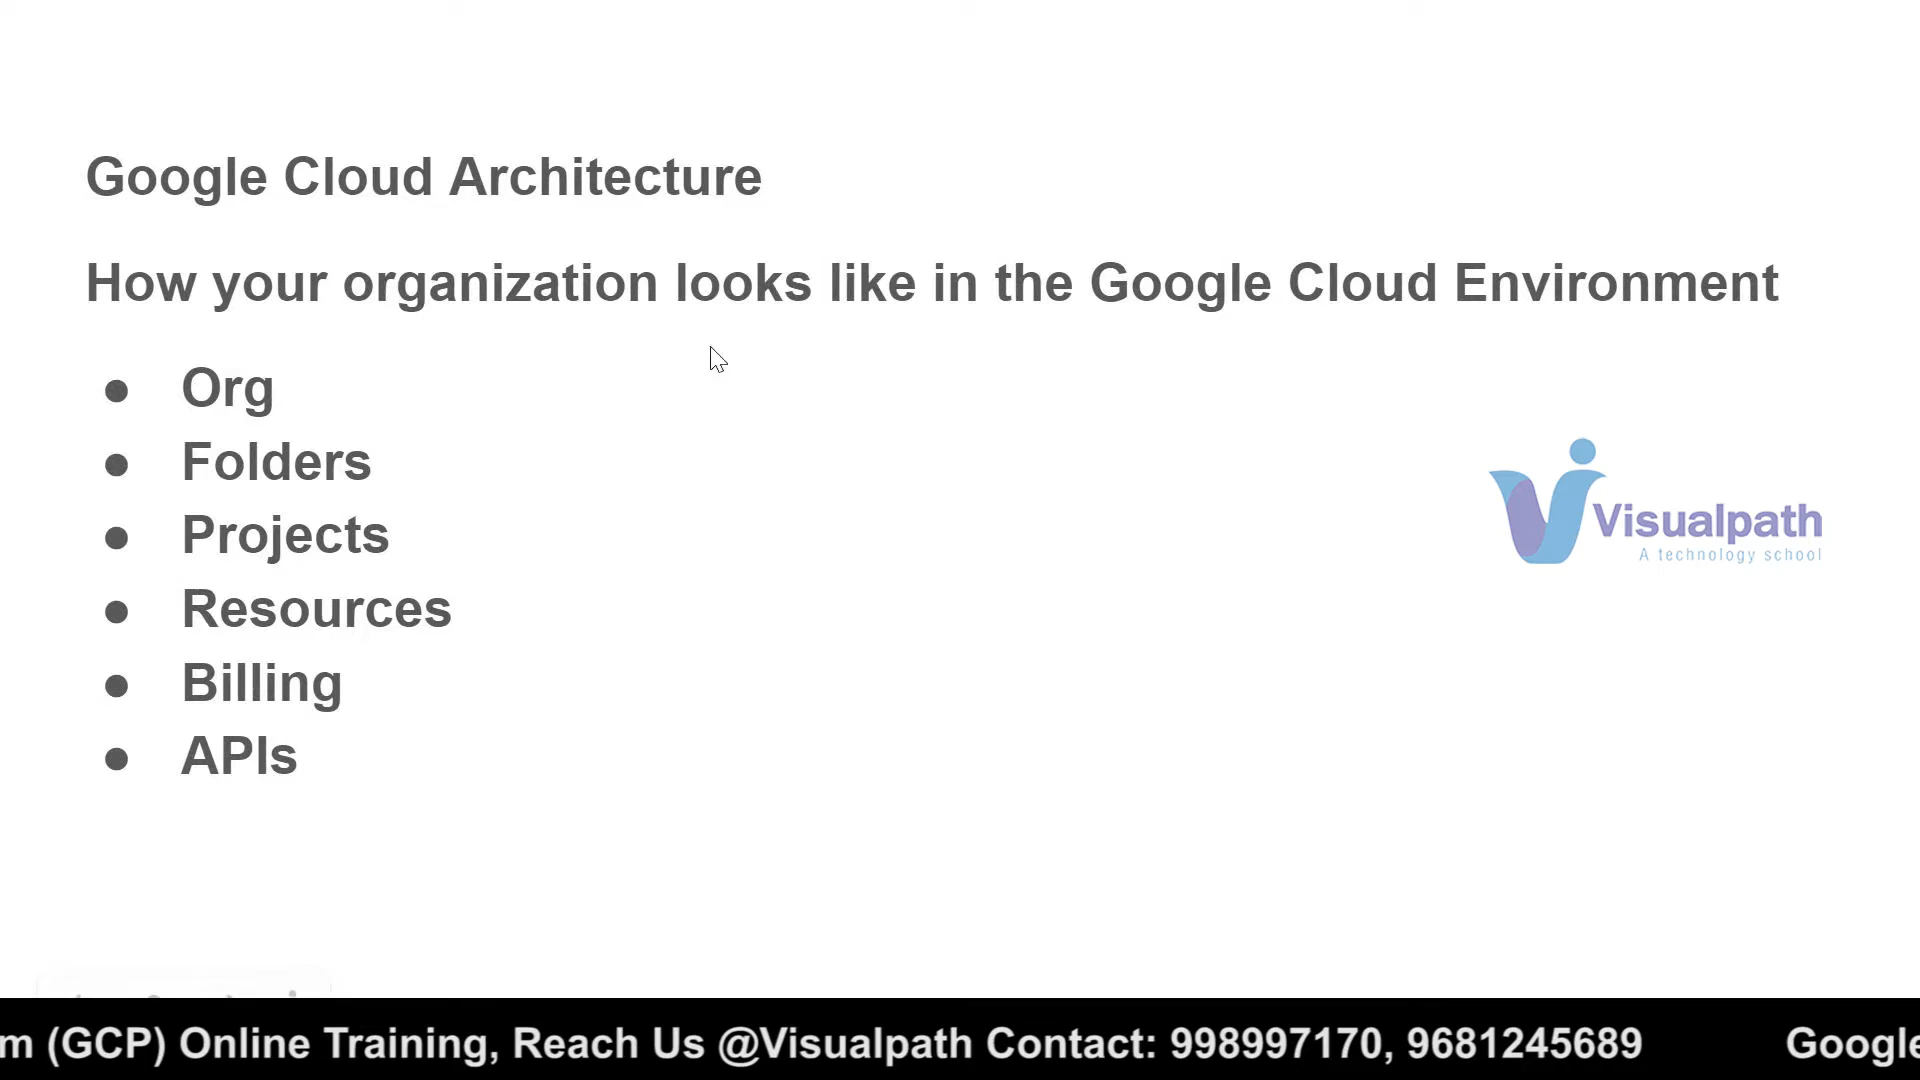 Google Cloud Architecture
How your organization looks like in the Google Cloud Environment
● Org
● Folders
● Projects
● Resources
● Billing
● APIs
Visualpath
A technology school
m (GCP) Online Training, Reach Us @Visualpath Contact: 998997170, 9681245689 Google